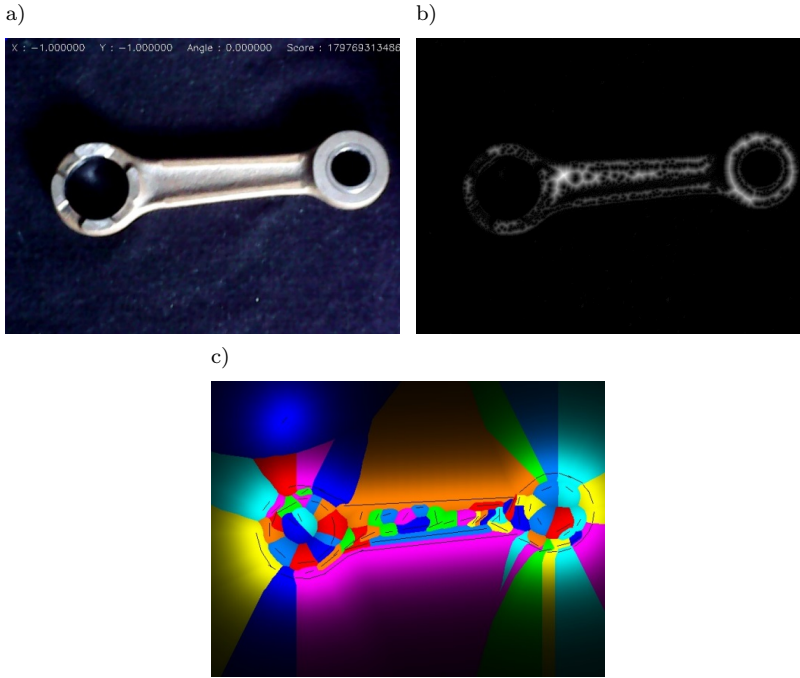 a)
b)
X : −1.000000 Y : −1.000000 Angle : 0.000000 Score : 179769313486
c)